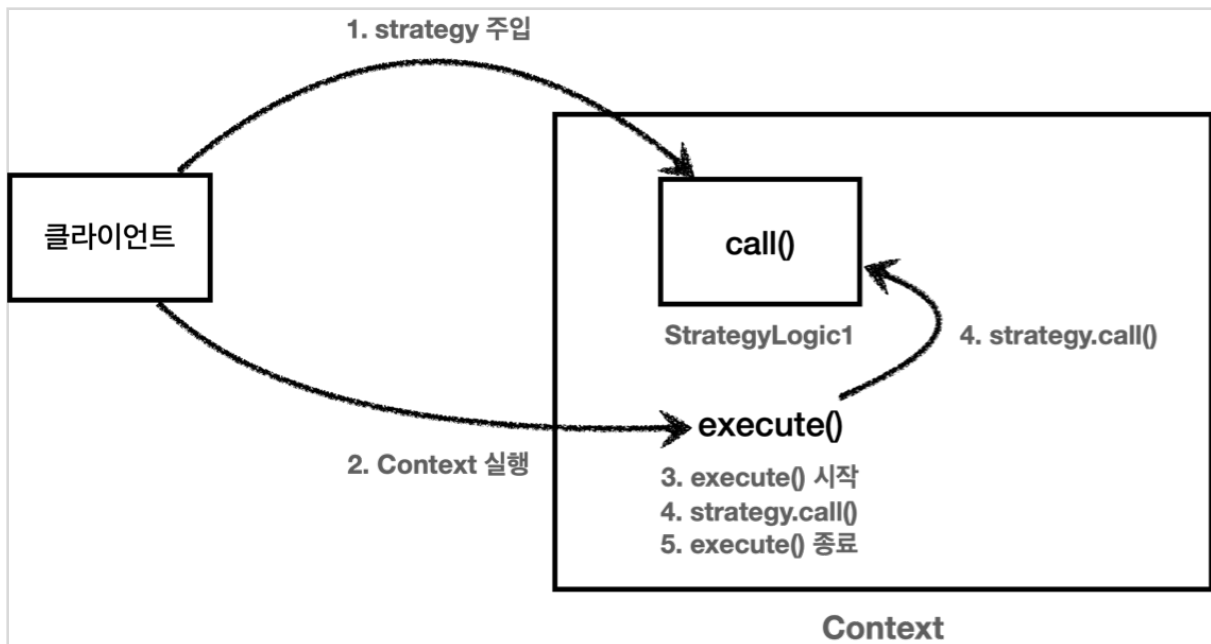 1. strategy 주입
클라이언트
call()
StrategyLogic1
4. strategy.call()
execute()
2. Context 실행
3. execute() 시작
4. strategy.call()
5. execute() 종료
Context